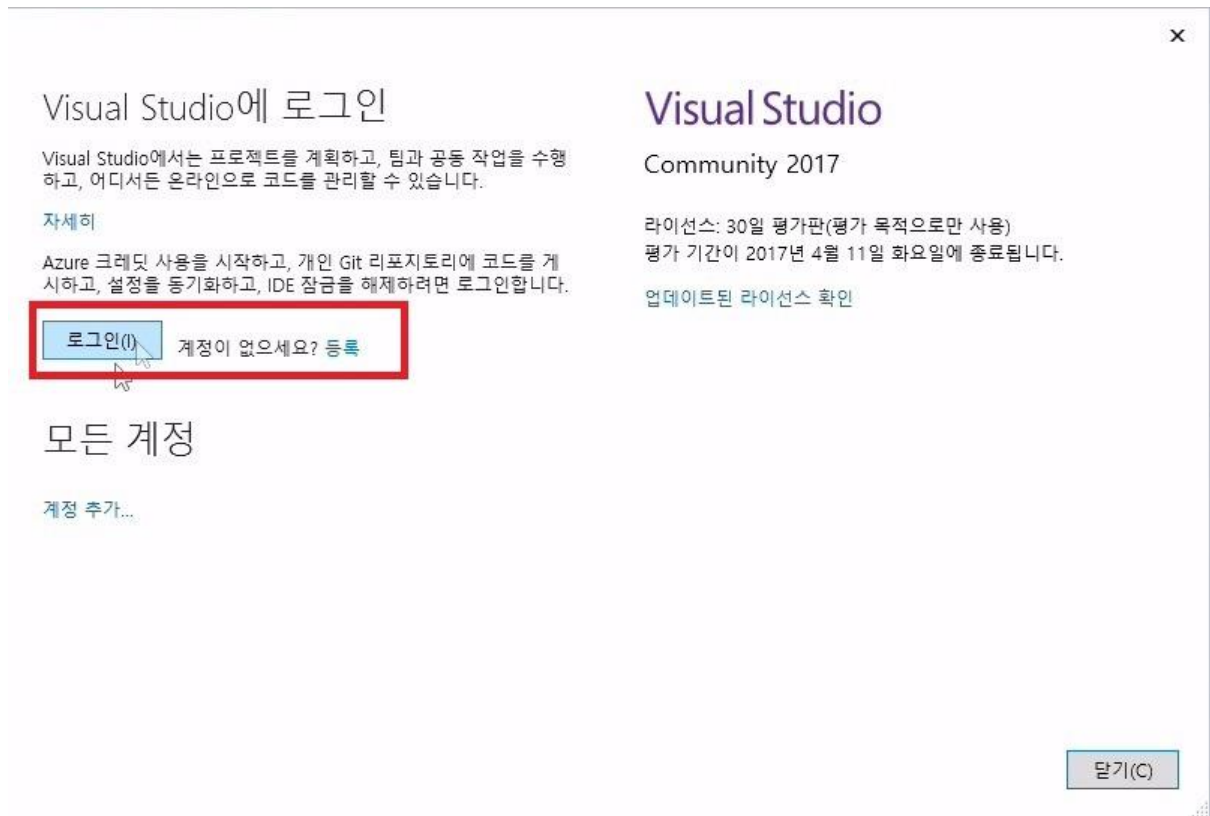 Visual Studio에 로그인
Visual Studio에서는 프로젝트를 계획하고, 팀과 공동 작업을 수행
하고, 어디서든 온라인으로 코드를 관리할 수 있습니다.
자세히
Azure 크레딧 사용을 시작하고, 개인 Git 리포지토리에 코드를 게
시하고, 설정을 동기화하고, IDE 잠금을 해제하려면 로그인합니다.
로그인(I) 계정이 없으세요? 등록
모든 계정
계정 추가...
Visual Studio
Community 2017
라이선스: 30일 평가판(평가 목적으로만 사용)
평가 기간이 2017년 4월 11일 화요일에 종료됩니다.
업데이트된 라이선스 확인
닫기(C)